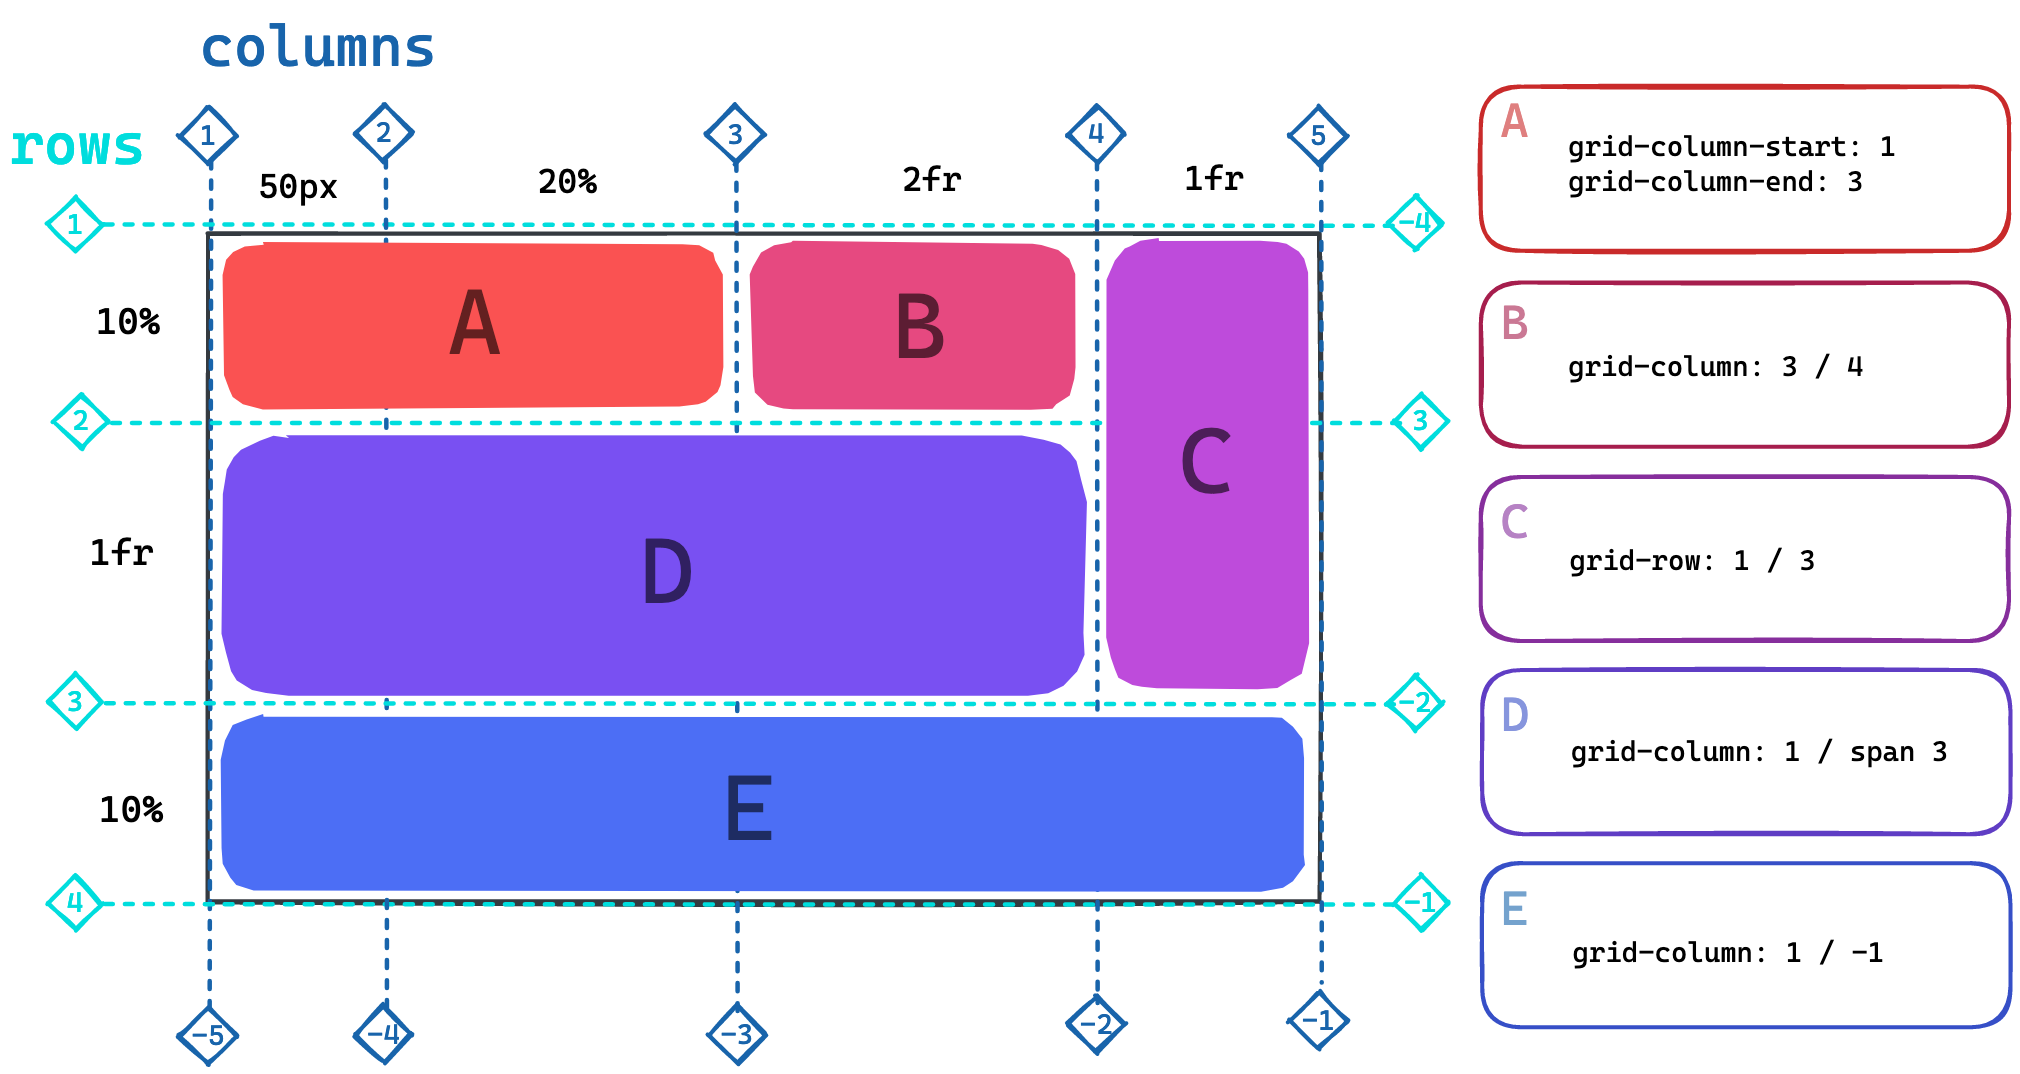 columns
rows
1
2
3
4
5
50px
20%
2fr
1fr
1
-4
10%
A
B
C
2
3
1fr
D
3
-2
10%
E
4
-1
-5
-4
-3
-2
-1
A
grid-column-start: 1
grid-column-end: 3
B
grid-column: 3 / 4
C
grid-row: 1 / 3
D
grid-column: 1 / span 3
E
grid-column: 1 / -1